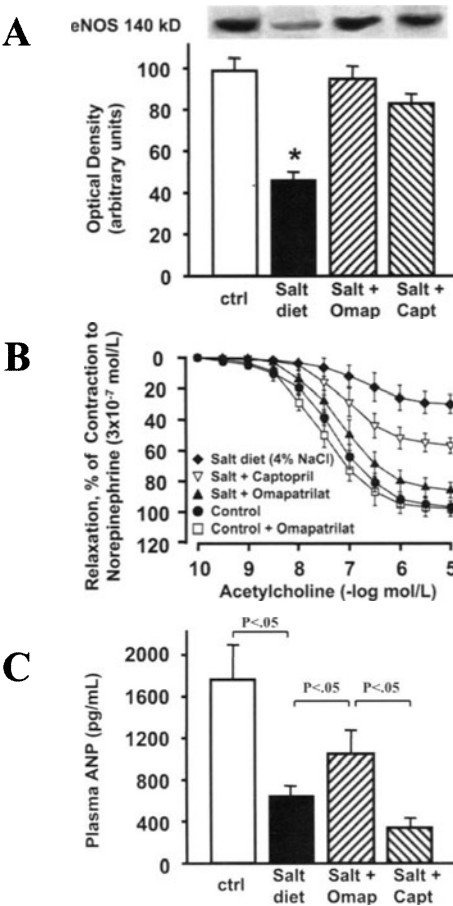 A
eNOS 140 kD
Optical Density
(arbitrary units)
100
80
60
40
20
0
*
ctrl
Salt
diet
Salt +
Omap
Salt +
Capt
B
Relaxation, % of Contraction to
Norepinephrine (3x10⁻⁷ mol/L)
0
20
40
60
80
100
120
Salt diet (4% NaCl)
Salt + Captopril
Salt + Omapatrilat
Control
Control + Omapatrilat
10 9 8 7 6 5
Acetylcholine (-log mol/L)
C
Plasma ANP (pg/mL)
2000
1600
1200
800
400
0
P<.05
P<.05 P<.05
ctrl
Salt
diet
Salt +
Omap
Salt +
Capt